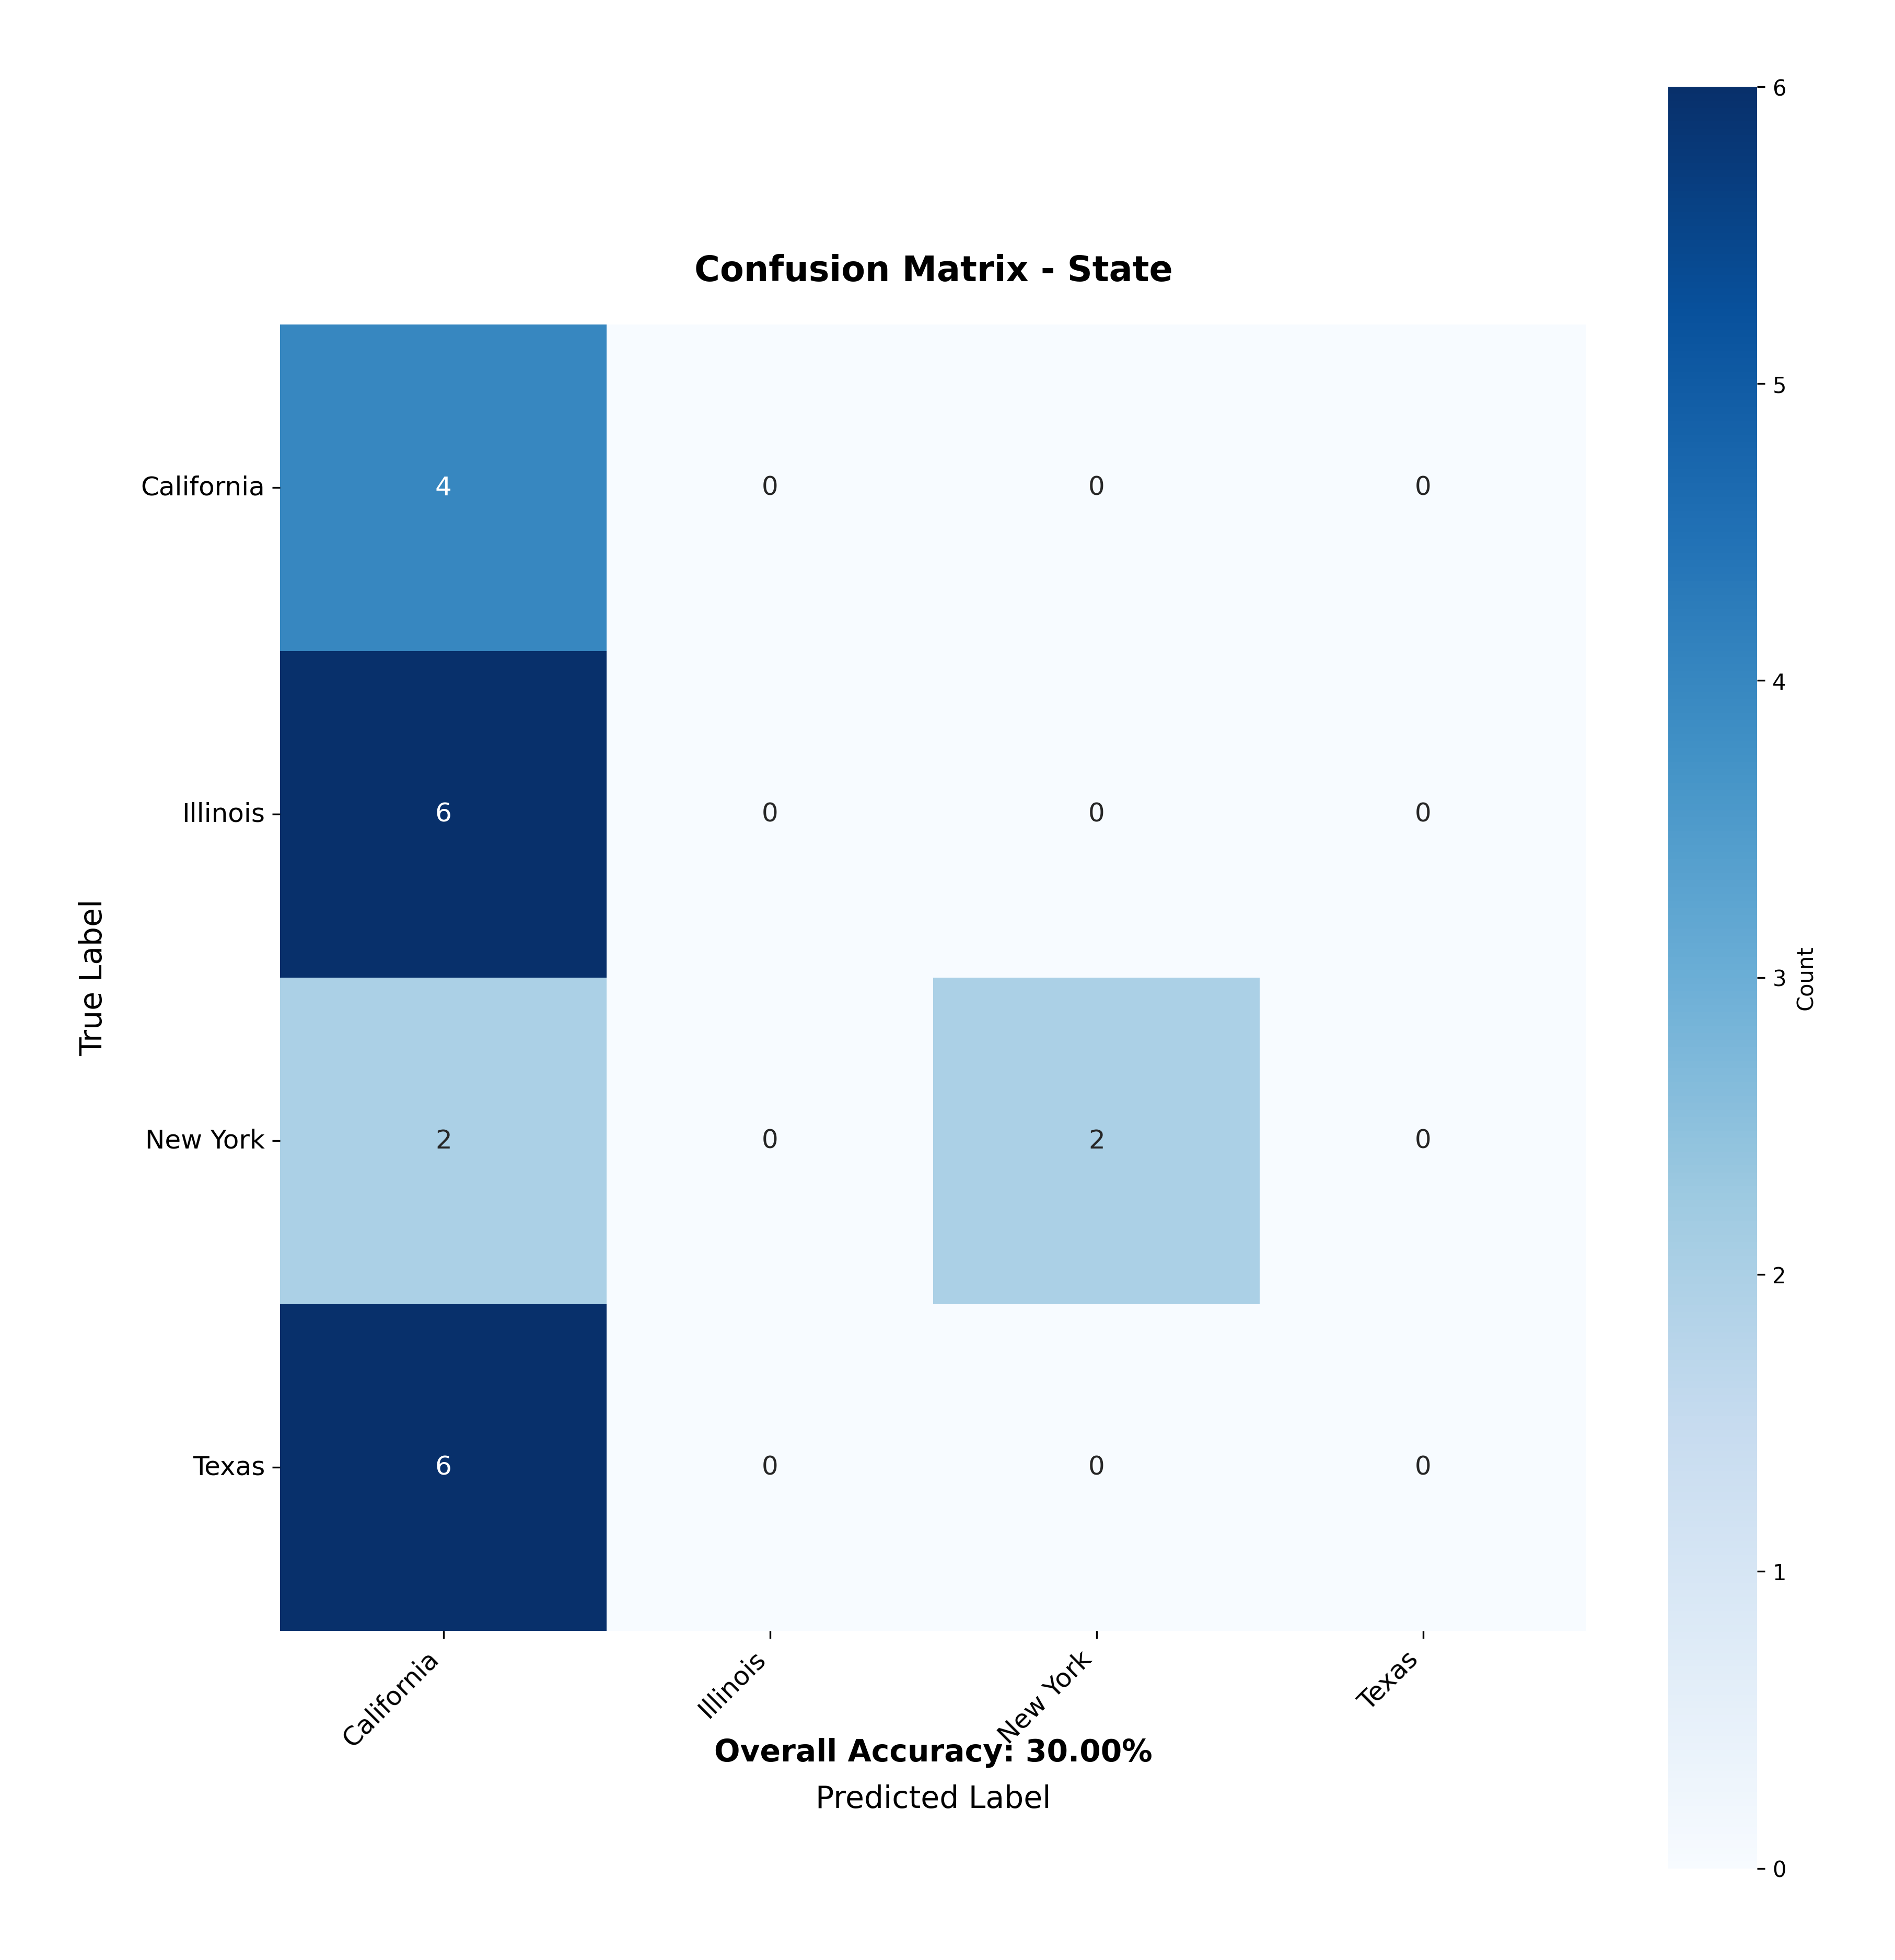 Confusion Matrix - State
True Label
California 4 0 0 0
Illinois 6 0 0 0
New York 2 0 2 0
Texas 6 0 0 0
California Illinois New York Texas
Overall Accuracy: 30.00%
Predicted Label
6
5
4
3
2
1
0
Count